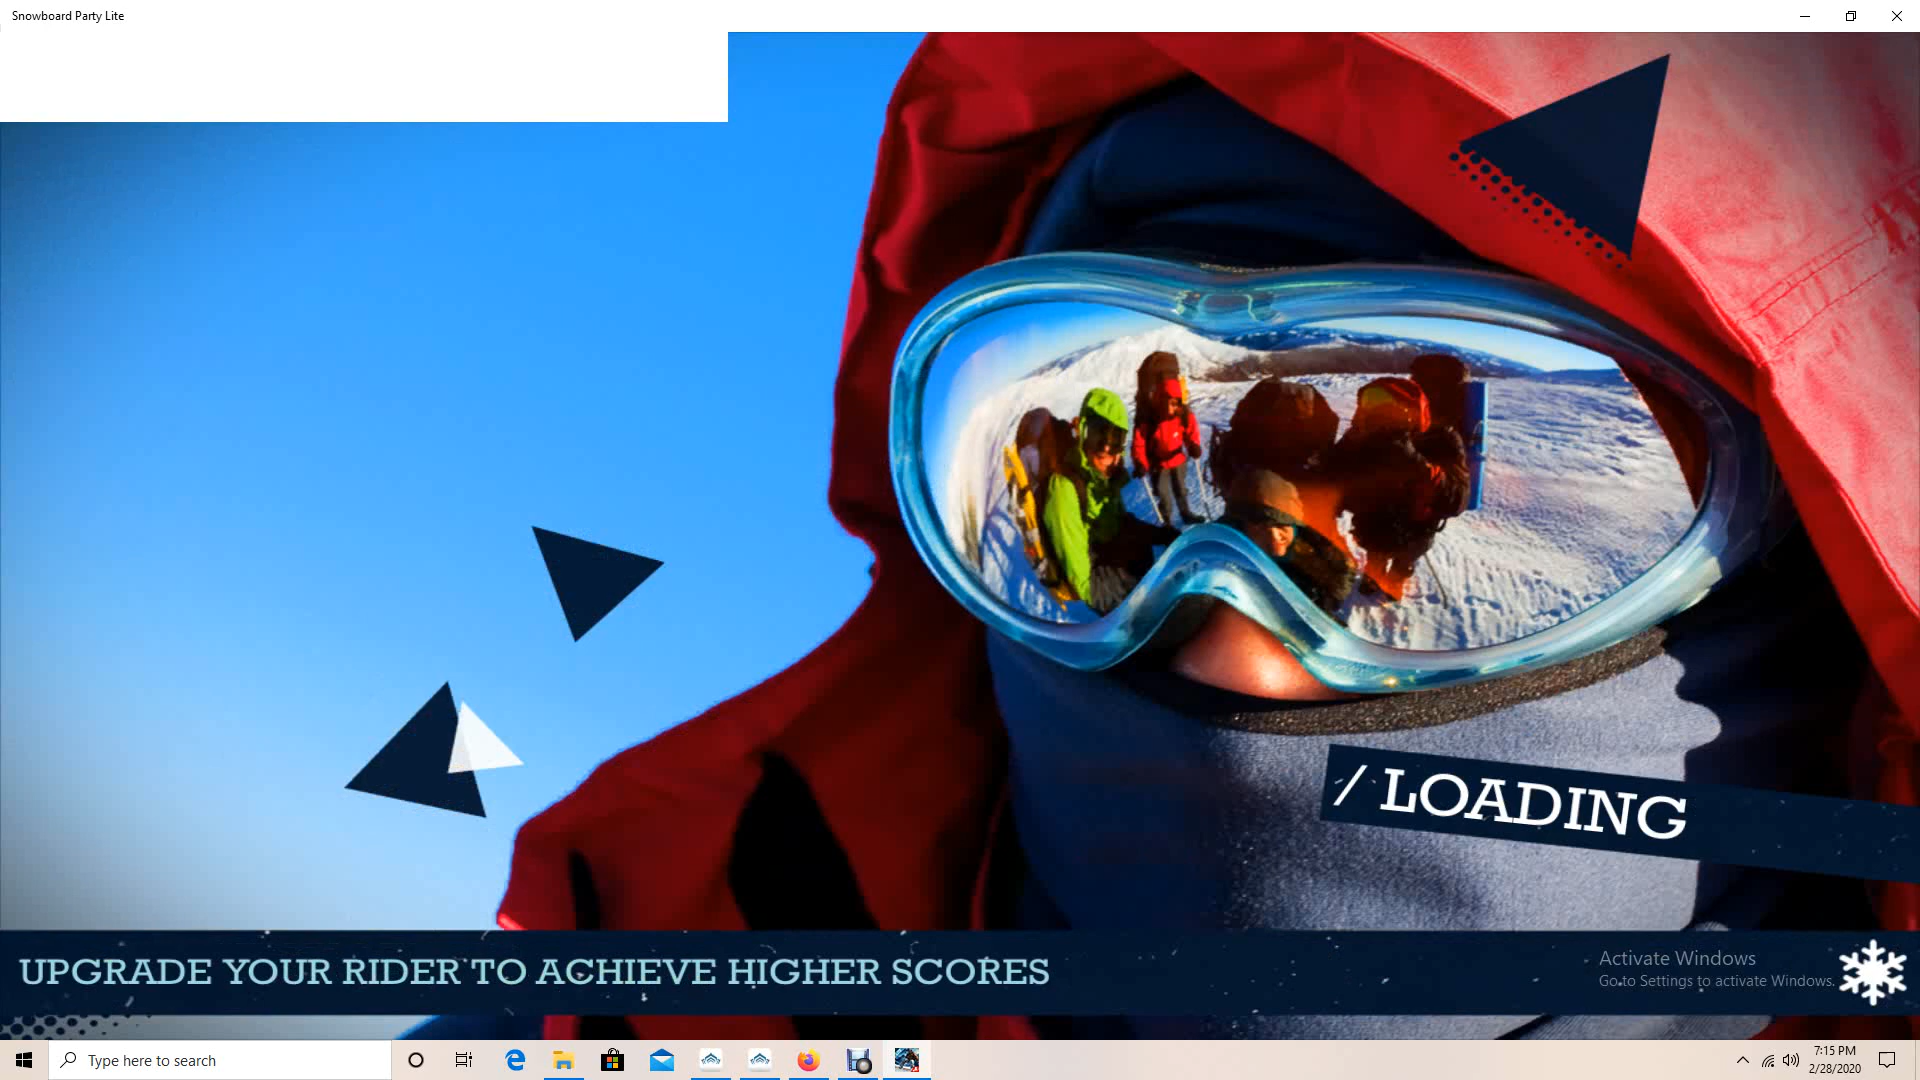 Snowboard Party Lite
/ LOADING
UPGRADE YOUR RIDER TO ACHIEVE HIGHER SCORES
Activate Windows
Go to Settings to activate Windows.
Type here to search
7:15 PM
2/28/2020